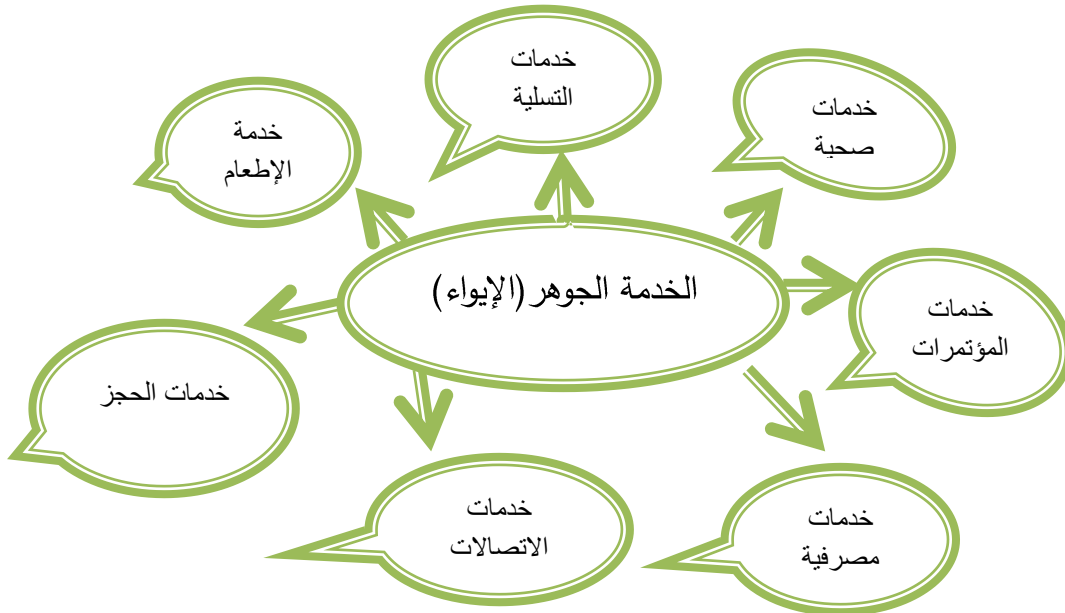 خدمات
التسلية
خدمات
صحية
خدمة
الإطعام
الخدمة الجوهر(الإيواء)
خدمات
المؤتمرات
خدمات الحجز
خدمات
الاتصالات
خدمات
مصرفية